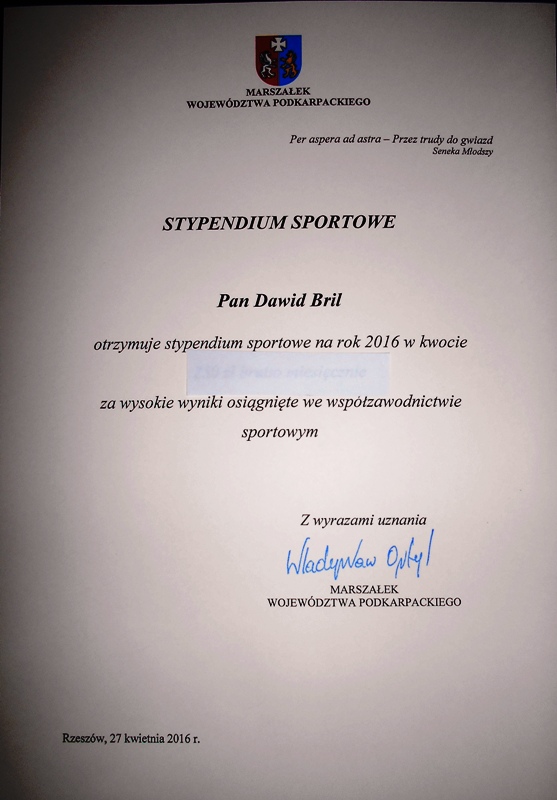 MARSZAŁEK
WOJEWÓDZTWA PODKARPACKIEGO
Per aspera ad astra – Przez trudy do gwiazd
Seneka Młodszy
STYPENDIUM SPORTOWE
Pan Dawid Bril
otrzymuje stypendium sportowe na rok 2016 w kwocie
za wysokie wyniki osiągnięte we współzawodnictwie
sportowym
Z wyrazami uznania
Władysław Ortyl
MARSZAŁEK
WOJEWÓDZTWA PODKARPACKIEGO
Rzeszów, 27 kwietnia 2016 r.